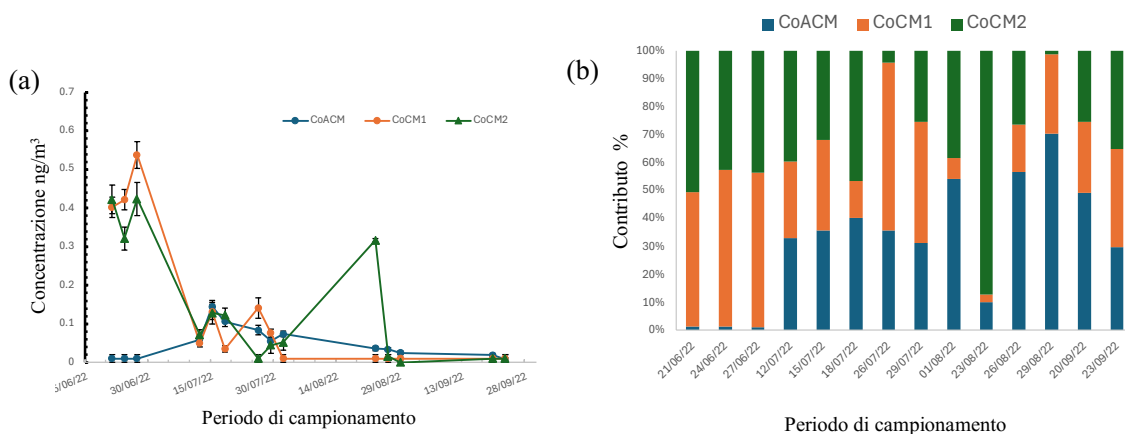 (a)
Concentrazione ng/m³
0.7
0.6
0.5
0.4
0.3
0.2
0.1
0
CoACM CoCM1 CoCM2
5/06/22 30/06/22 15/07/22 30/07/22 14/08/22 29/08/22 13/09/22 28/09/22
Periodo di campionamento
CoACM CoCM1 CoCM2
(b)
Contributo %
100%
90%
80%
70%
60%
50%
40%
30%
20%
10%
0%
21/06/22 24/06/22 27/06/22 12/07/22 15/07/22 18/07/22 26/07/22 29/07/22 01/08/22 23/08/22 26/08/22 29/08/22 20/09/22 23/09/22
Periodo di campionamento